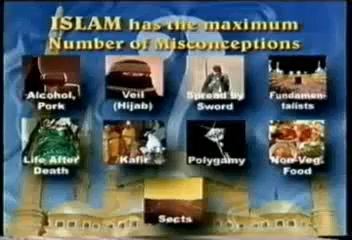 ISLAM has the maximum
Number of Misconceptions
Alcohol,
Pork
Veil
(Hijab)
Spread by
Sword
Fundamen-
talists
Life After
Death
Kafir
Polygamy
Non-Veg.
Food
Sects